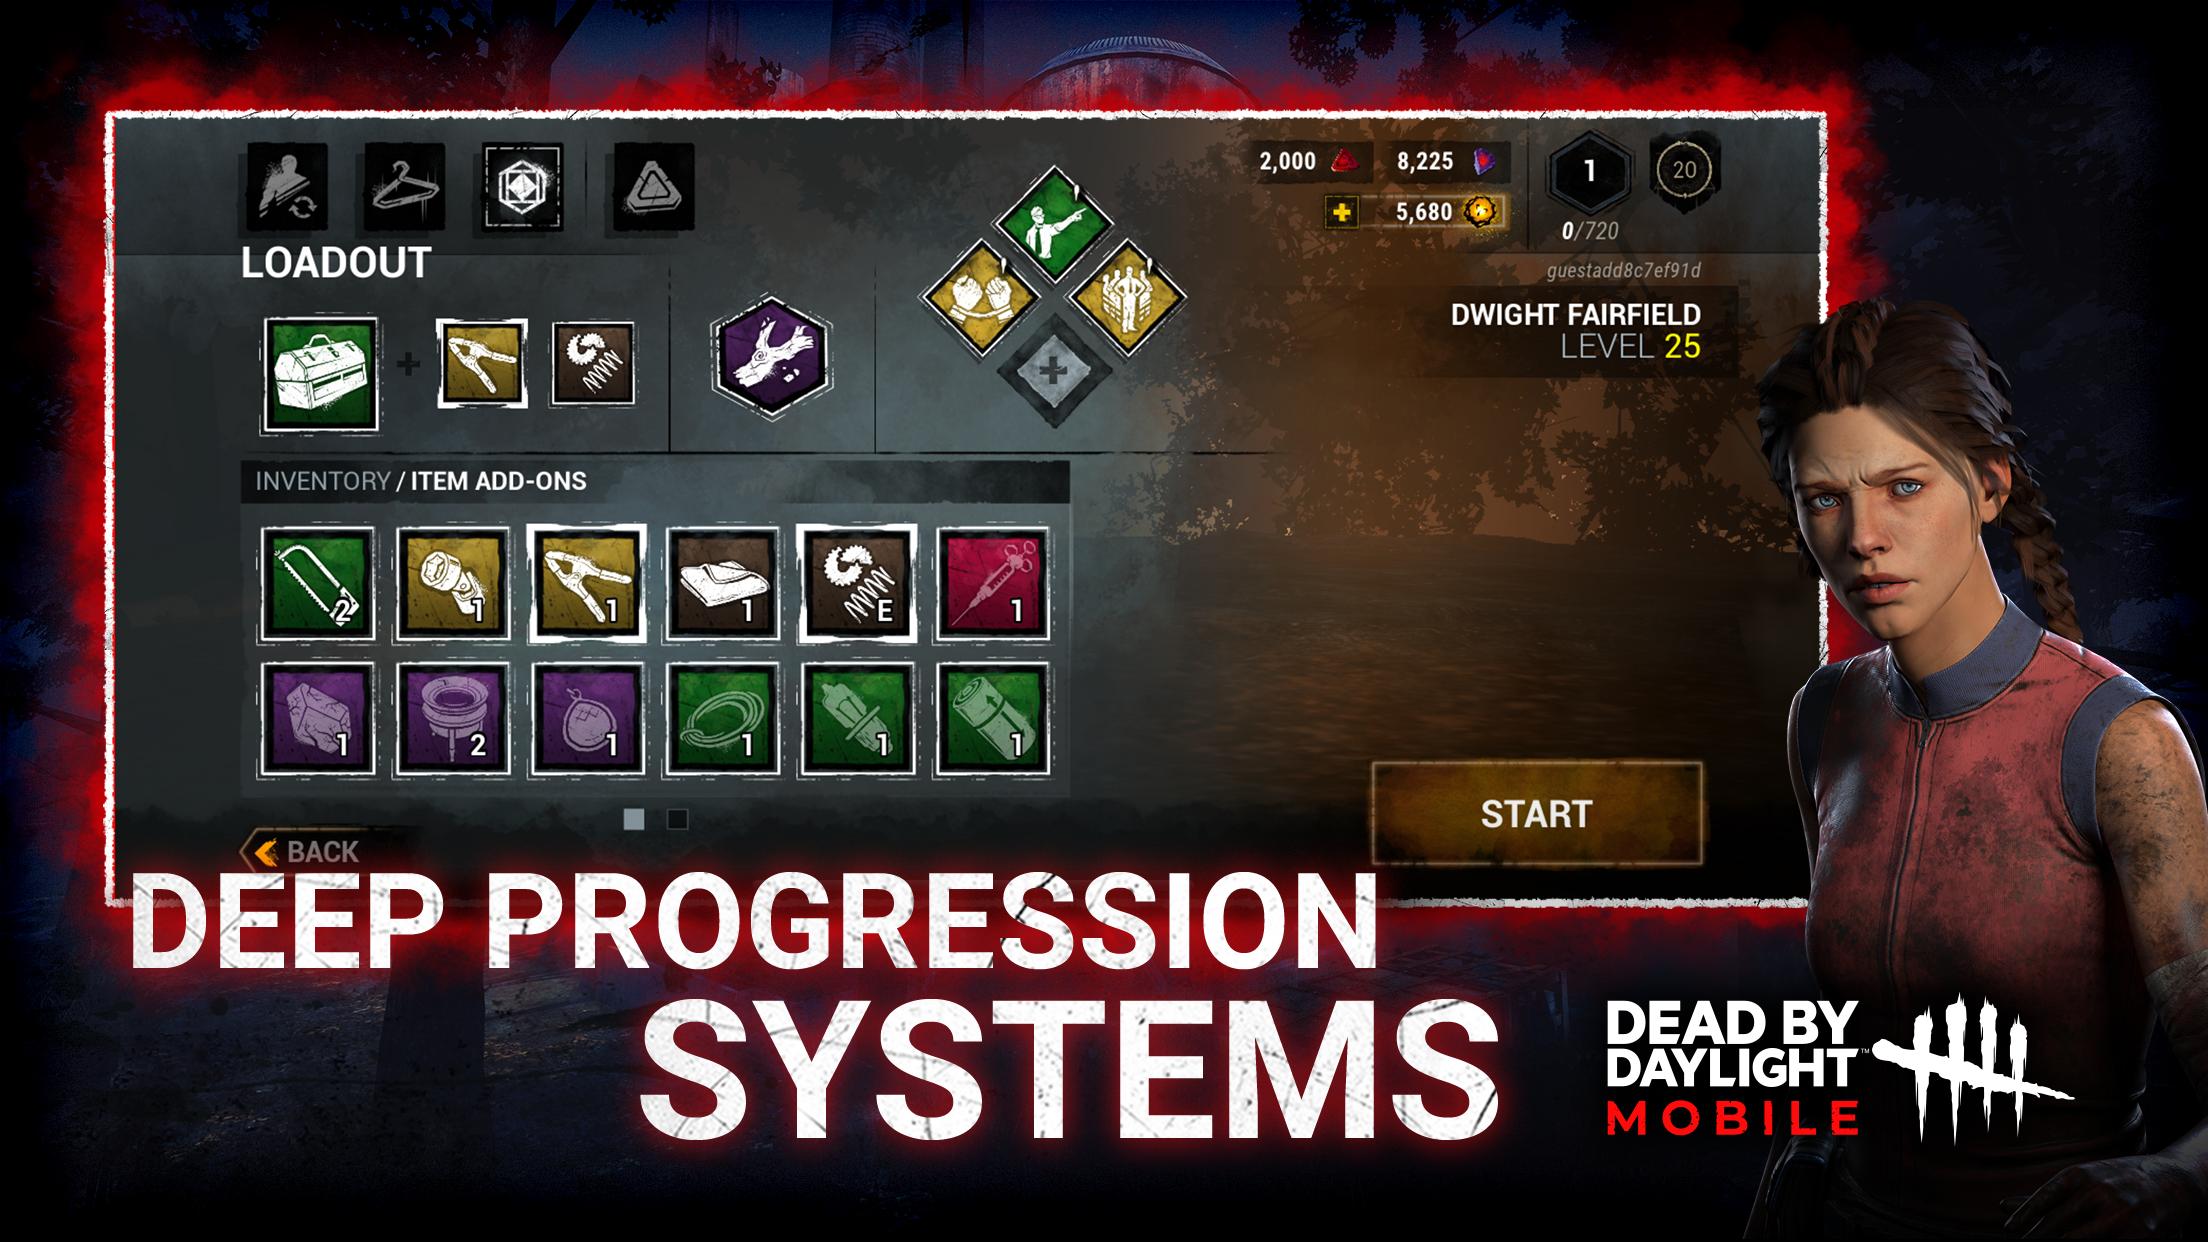 2,000
8,225
5,680
1
20
0/720
guestadd8c7ef91d
DWIGHT FAIRFIELD
LEVEL 25
LOADOUT
INVENTORY / ITEM ADD-ONS
2
1
1
1
E
1
1
2
1
1
1
1
BACK
START
DEEP PROGRESSION
SYSTEMS
DEAD BY
DAYLIGHT™
MOBILE